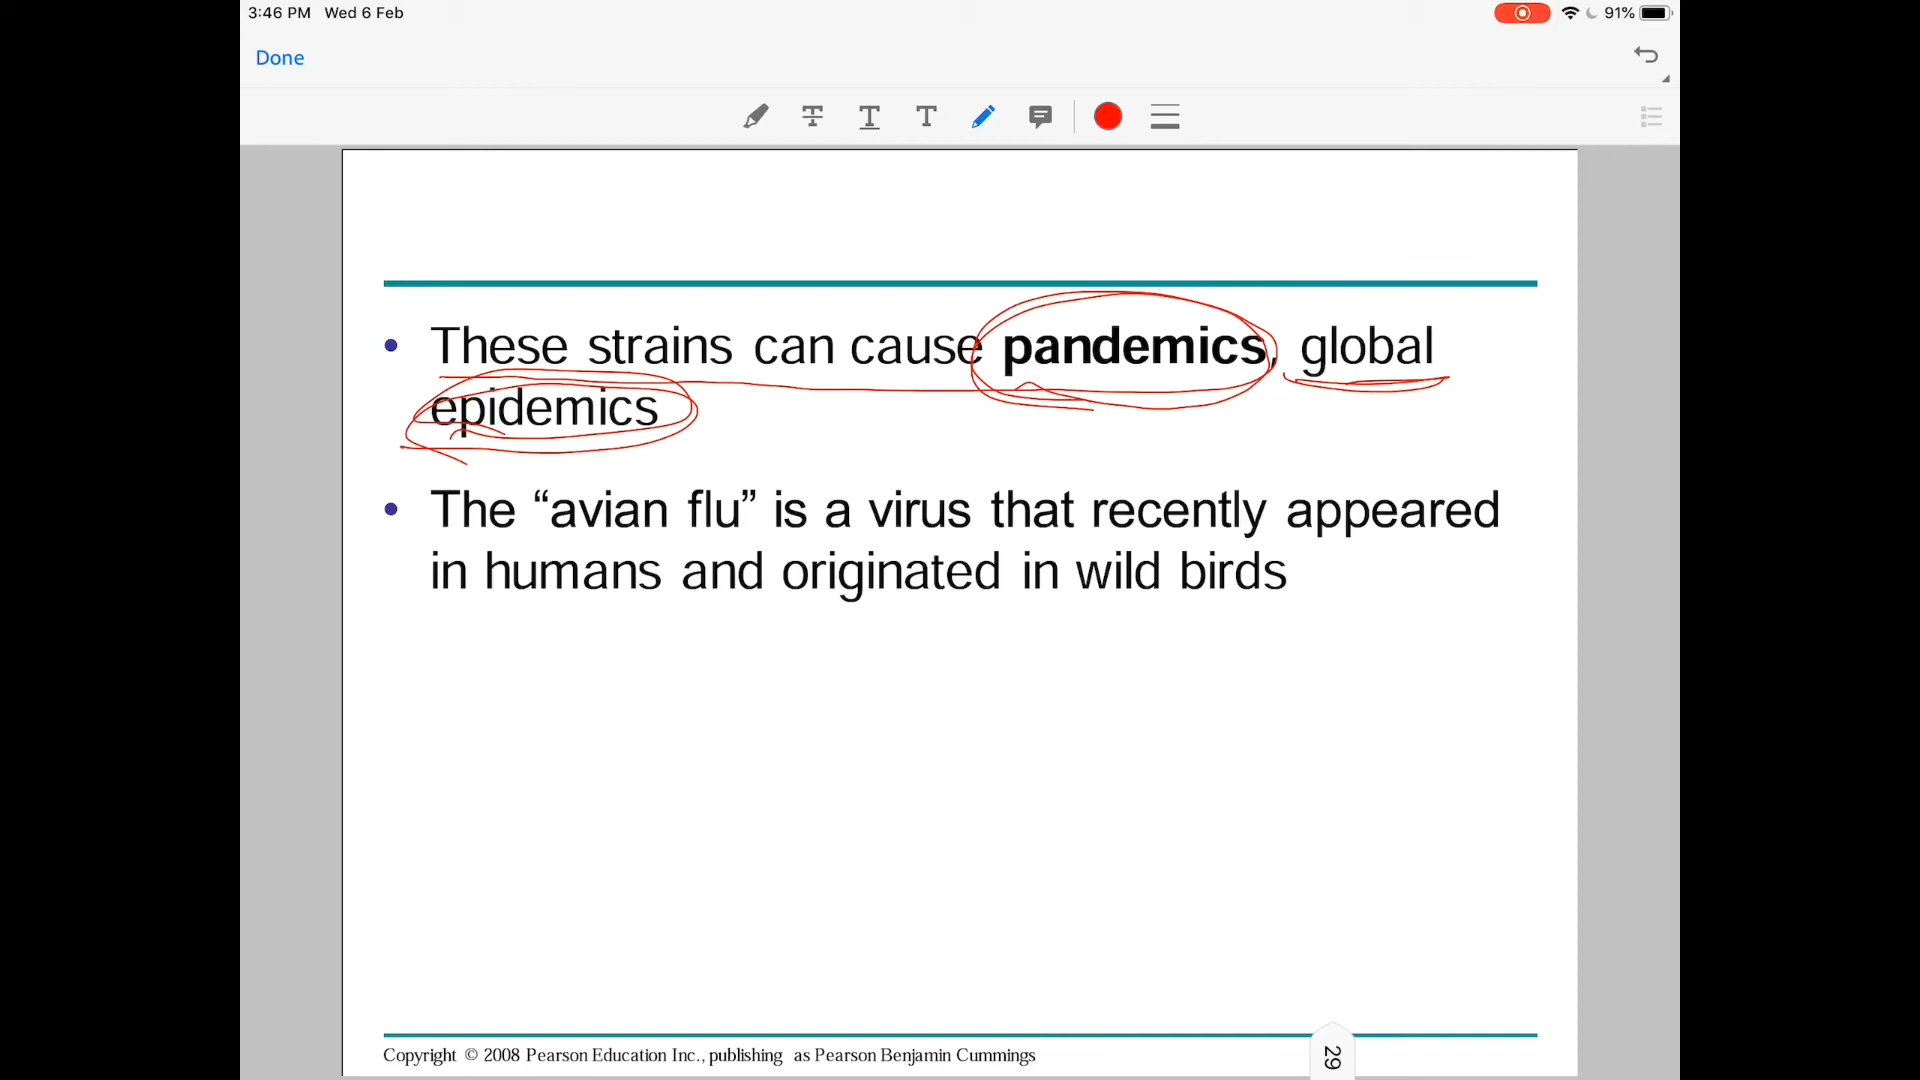 3:46 PM Wed 6 Feb
91%
Done
• These strains can cause pandemics, global
epidemics
• The “avian flu” is a virus that recently appeared
in humans and originated in wild birds
Copyright © 2008 Pearson Education Inc., publishing as Pearson Benjamin Cummings
29